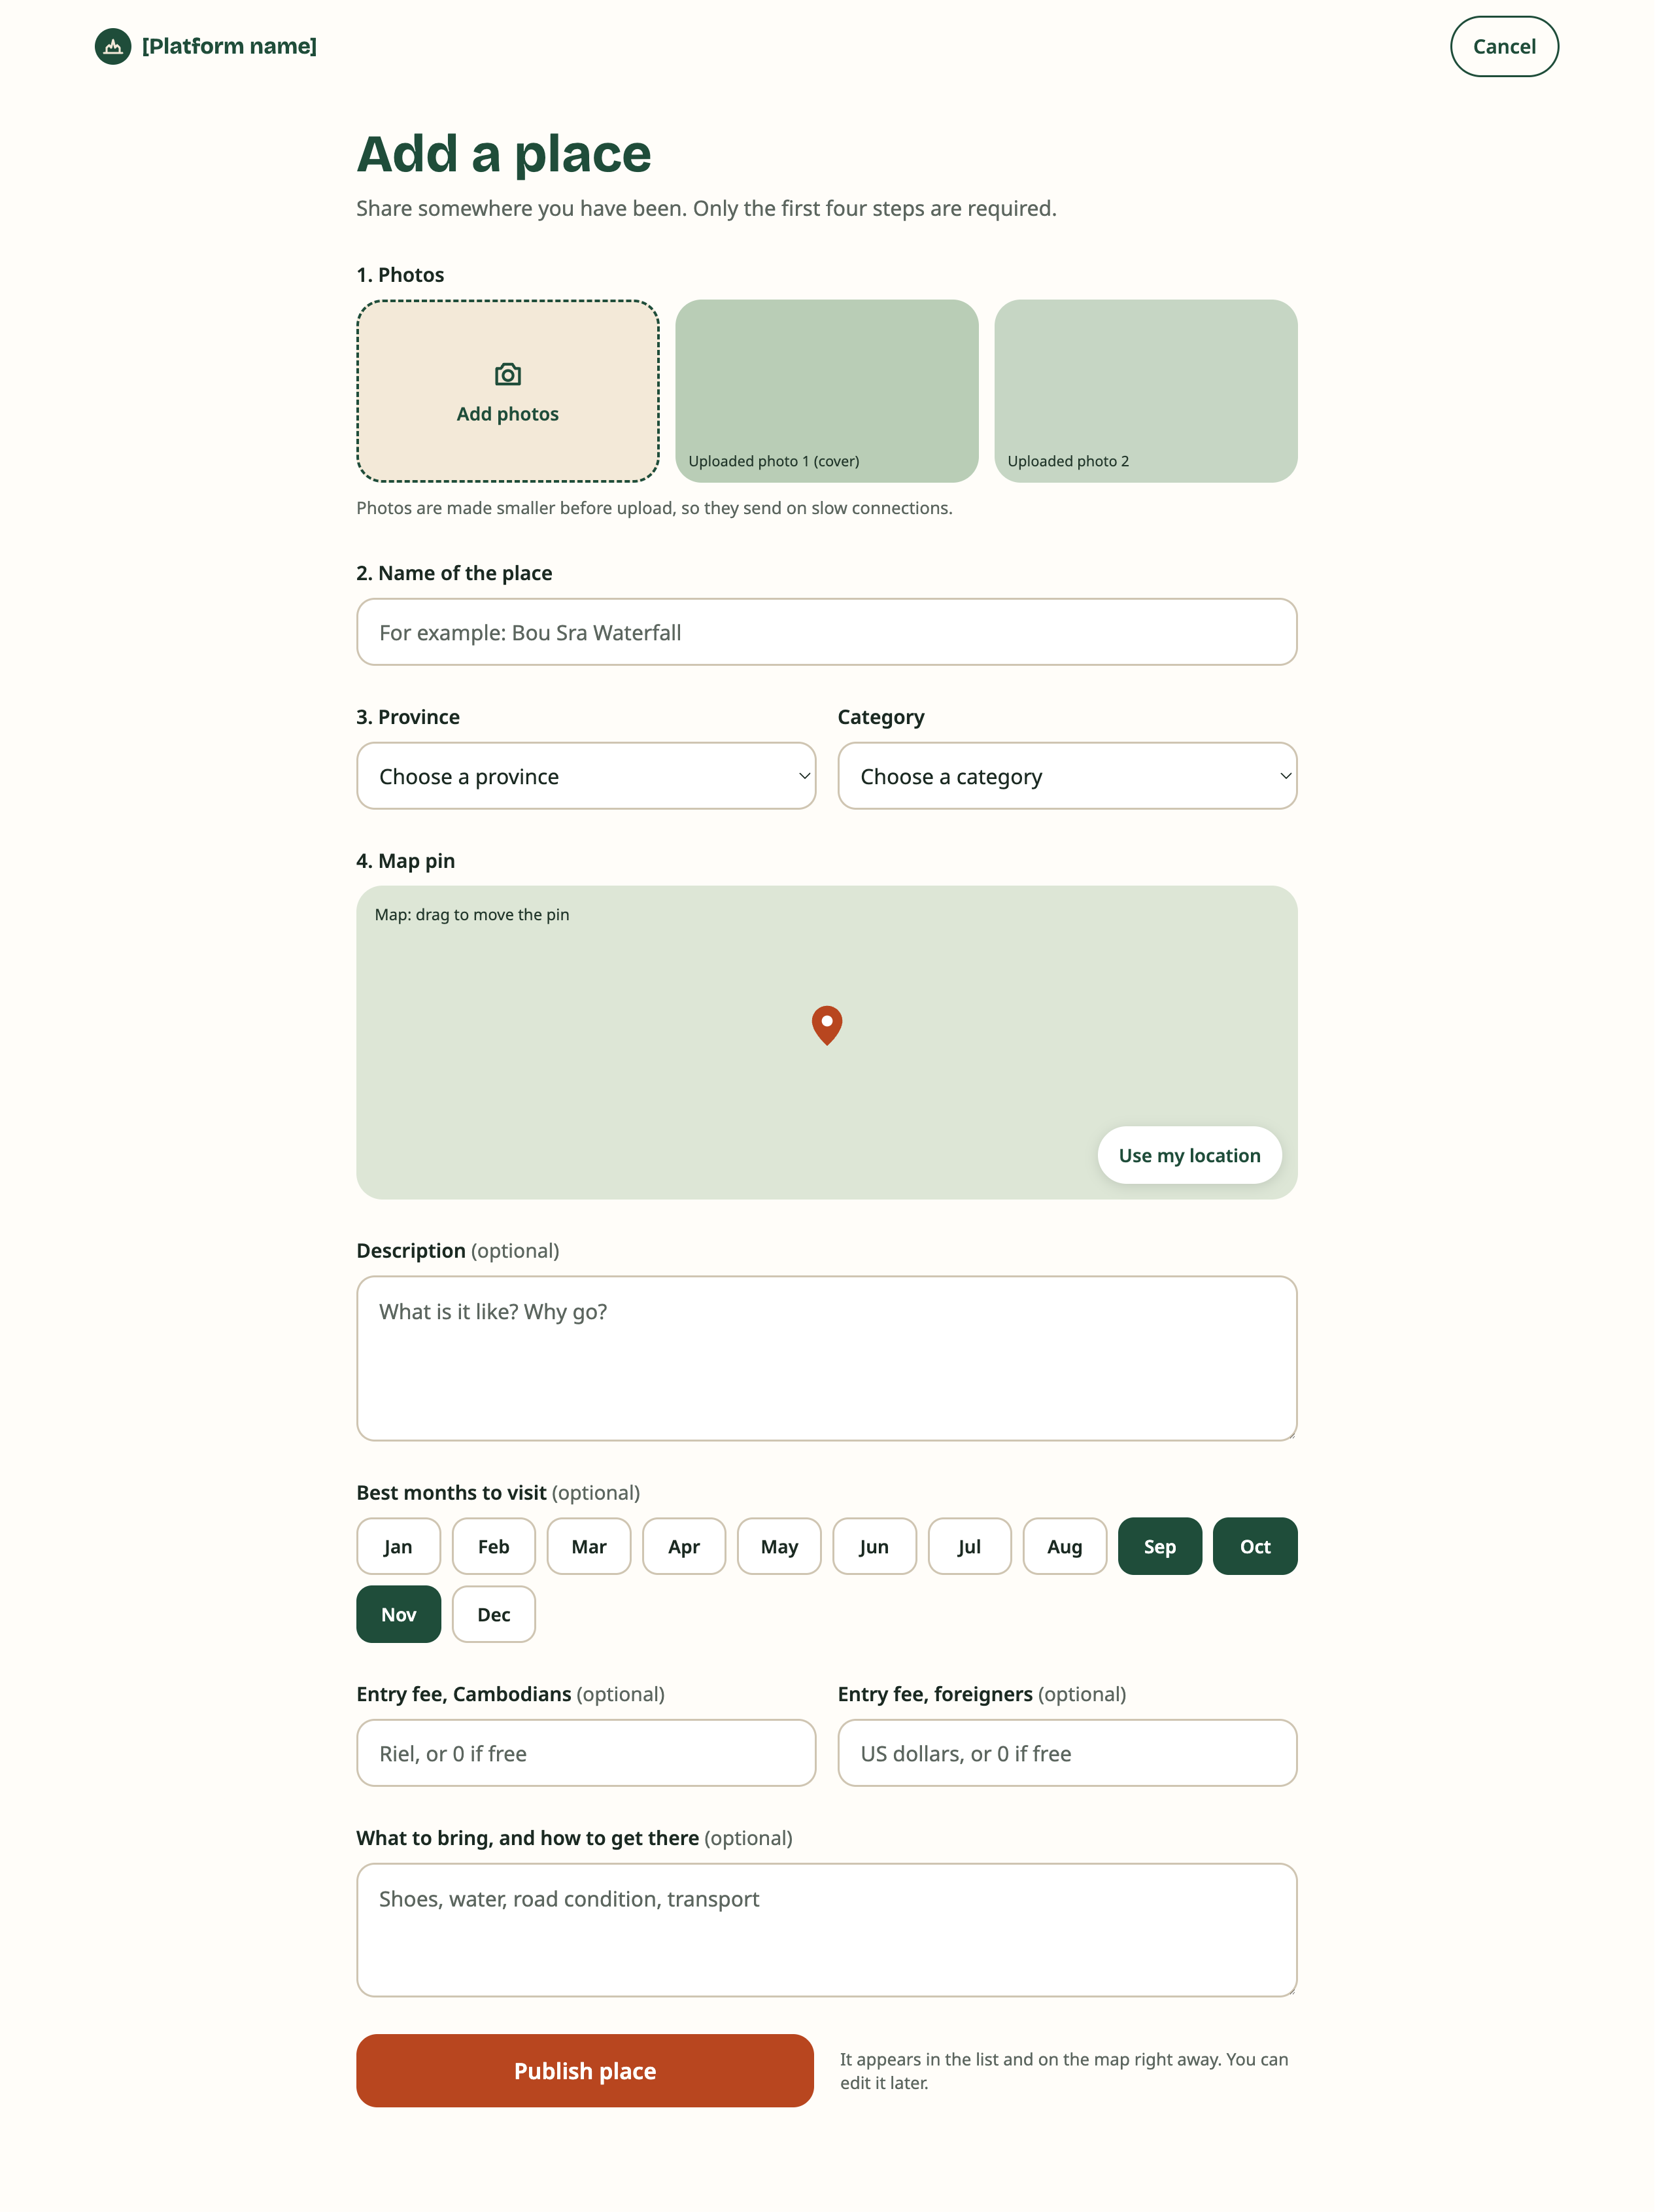 [Platform name]
Cancel
Add a place
Share somewhere you have been. Only the first four steps are required.
1. Photos
Add photos
Uploaded photo 1 (cover)
Uploaded photo 2
Photos are made smaller before upload, so they send on slow connections.
2. Name of the place
For example: Bou Sra Waterfall
3. Province
Category
Choose a province
Choose a category
4. Map pin
Map: drag to move the pin
Use my location
Description (optional)
What is it like? Why go?
Best months to visit (optional)
Jan Feb Mar Apr May Jun Jul Aug Sep Oct
Nov Dec
Entry fee, Cambodians (optional)
Entry fee, foreigners (optional)
Riel, or 0 if free
US dollars, or 0 if free
What to bring, and how to get there (optional)
Shoes, water, road condition, transport
Publish place
It appears in the list and on the map right away. You can
edit it later.